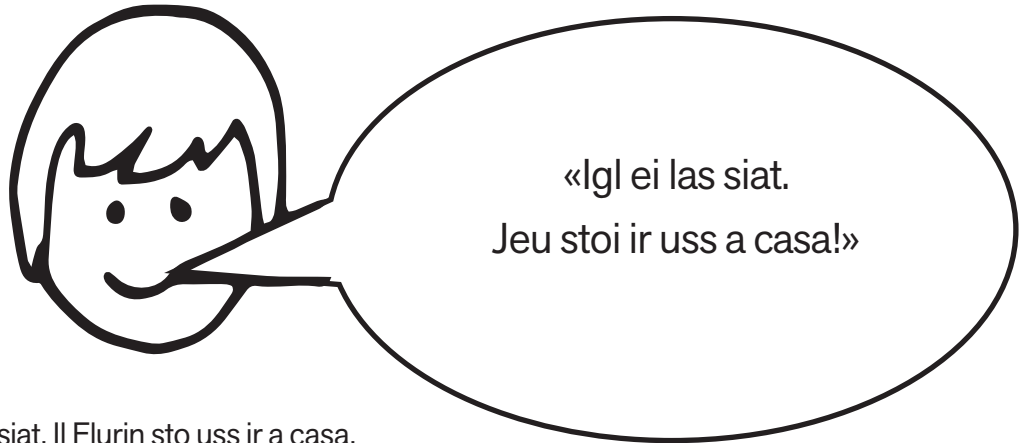 «Igl ei las siat.
Jeu stoi ir uss a casa!»
siat. Il Flurin sto uss ir a casa.